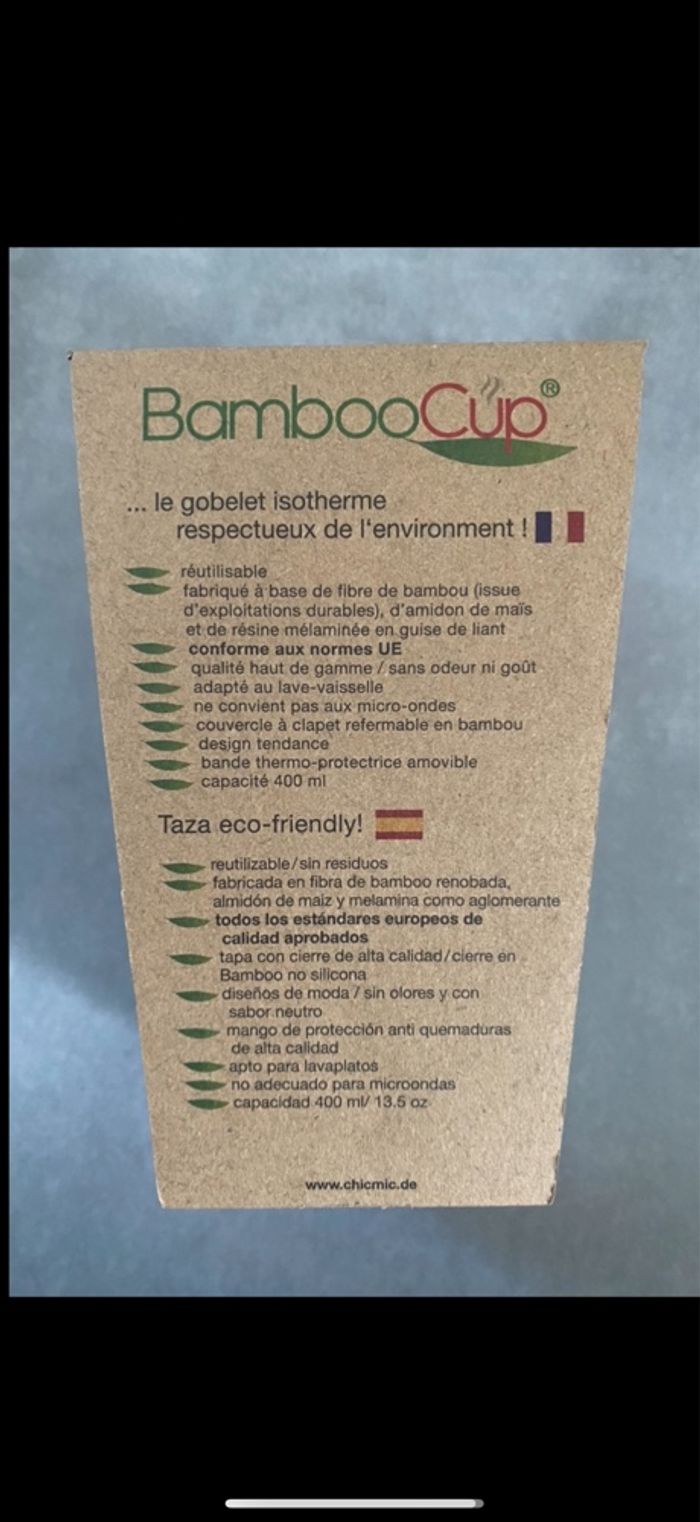 BambooCup®
... le gobelet isotherme
respectueux de l'environment !
réutilisable
fabriqué à base de fibre de bambou (issue
d'exploitations durables), d'amidon de maïs
et de résine mélaminée en guise de liant
conforme aux normes UE
qualité haut de gamme / sans odeur ni goût
adapté au lave-vaisselle
ne convient pas aux micro-ondes
couvercle à clapet refermable en bambou
design tendance
bande thermo-protectrice amovible
capacité 400 ml
Taza eco-friendly!
reutilizable/sin residuos
fabricada en fibra de bamboo renobada,
almidón de maiz y melamina como aglomerante
todos los estándares europeos de
calidad aprobados
tapa con cierre de alta calidad/cierre en
Bamboo no silicona
diseños de moda / sin olores y con
sabor neutro
mango de protección anti quemaduras
de alta calidad
apto para lavaplatos
no adecuado para microondas
capacidad 400 ml/ 13.5 oz
www.chicmic.de